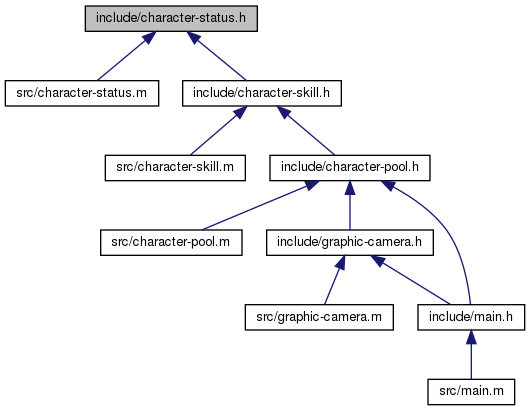 include/character-status.h
src/character-status.m
include/character-skill.h
src/character-skill.m
include/character-pool.h
src/character-pool.m
include/graphic-camera.h
src/graphic-camera.m
include/main.h
src/main.m